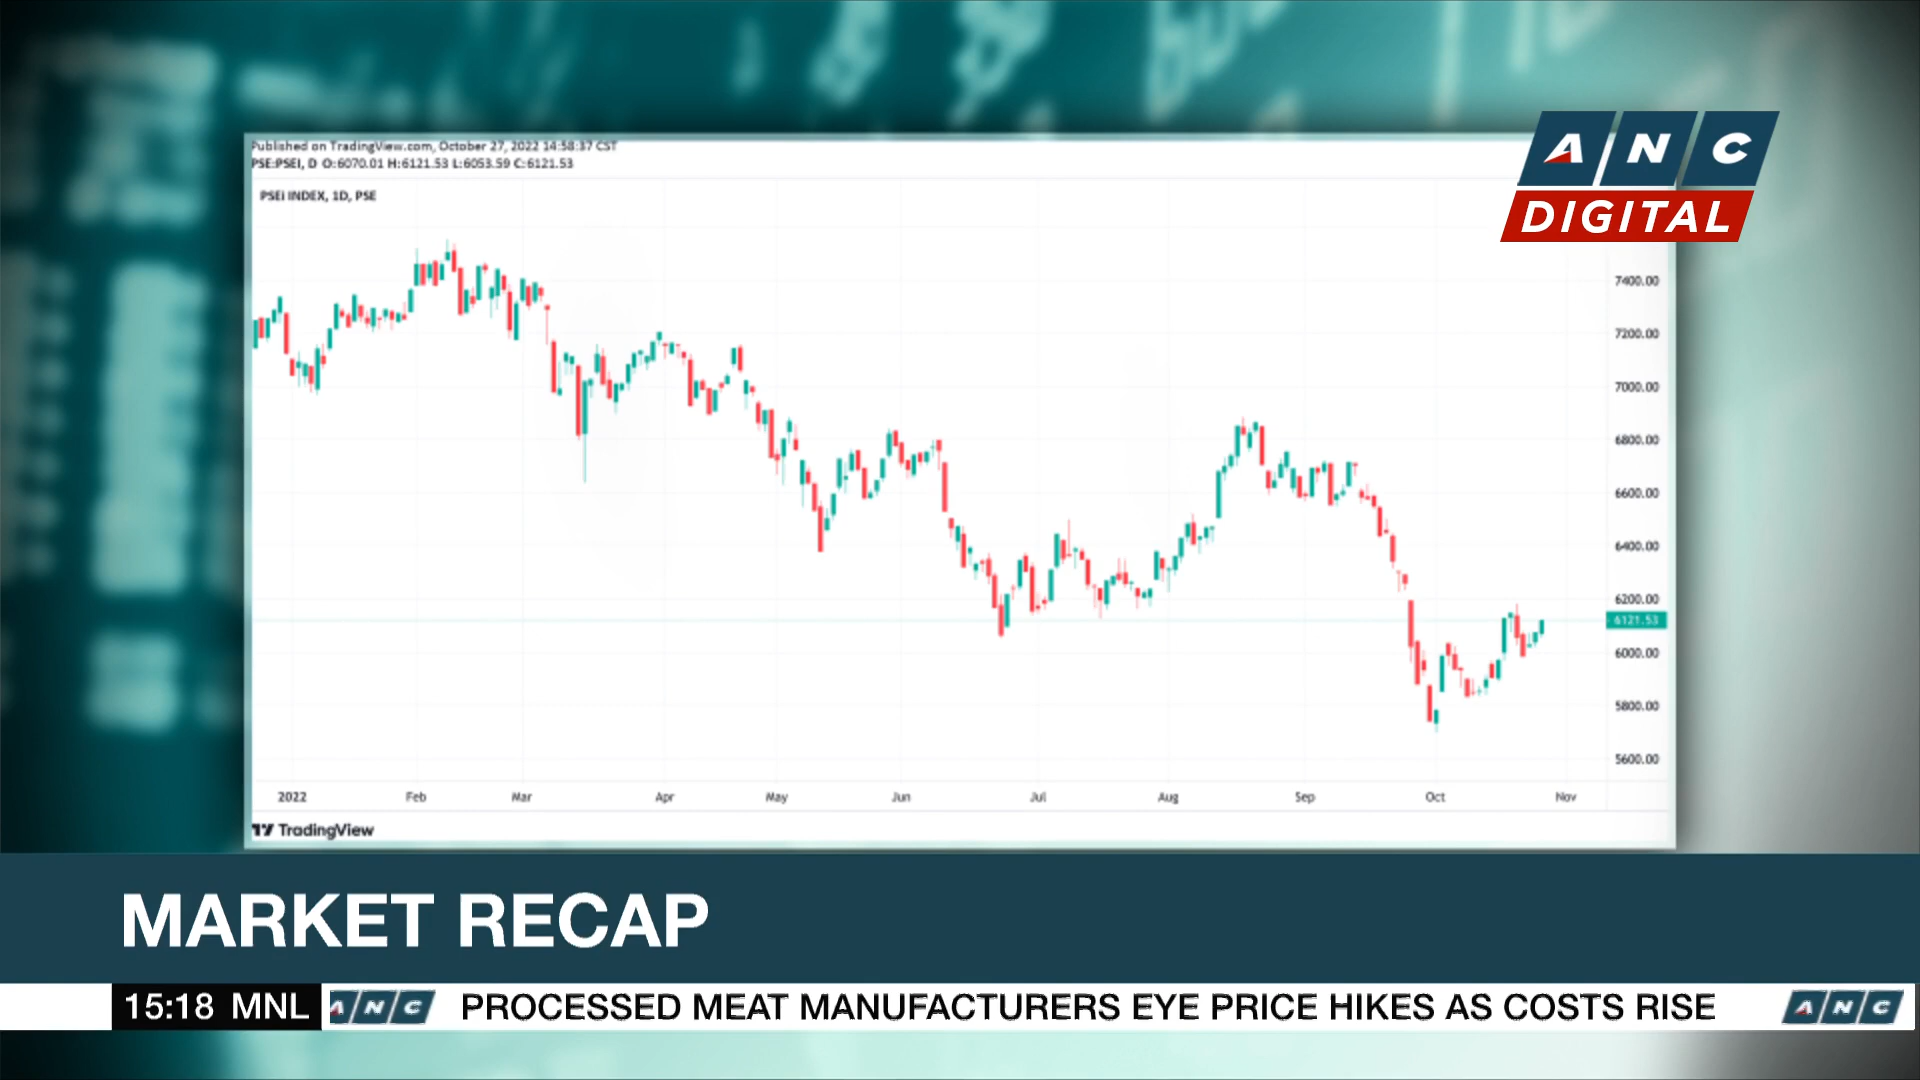 Published on TradingView.com, October 27, 2022 14:58:37 CST
PSE:PSEI, D O:6070.01 H:6121.53 L:6053.59 C:6121.53
PSEi INDEX, 1D, PSE
ANC
DIGITAL
7400.00
7200.00
7000.00
6800.00
6600.00
6400.00
6200.00
6121.53
6000.00
5800.00
5600.00
2022 Feb Mar Apr May Jun Jul Aug Sep Oct Nov
TradingView
MARKET RECAP
15:18 MNL ANC PROCESSED MEAT MANUFACTURERS EYE PRICE HIKES AS COSTS RISE ANC